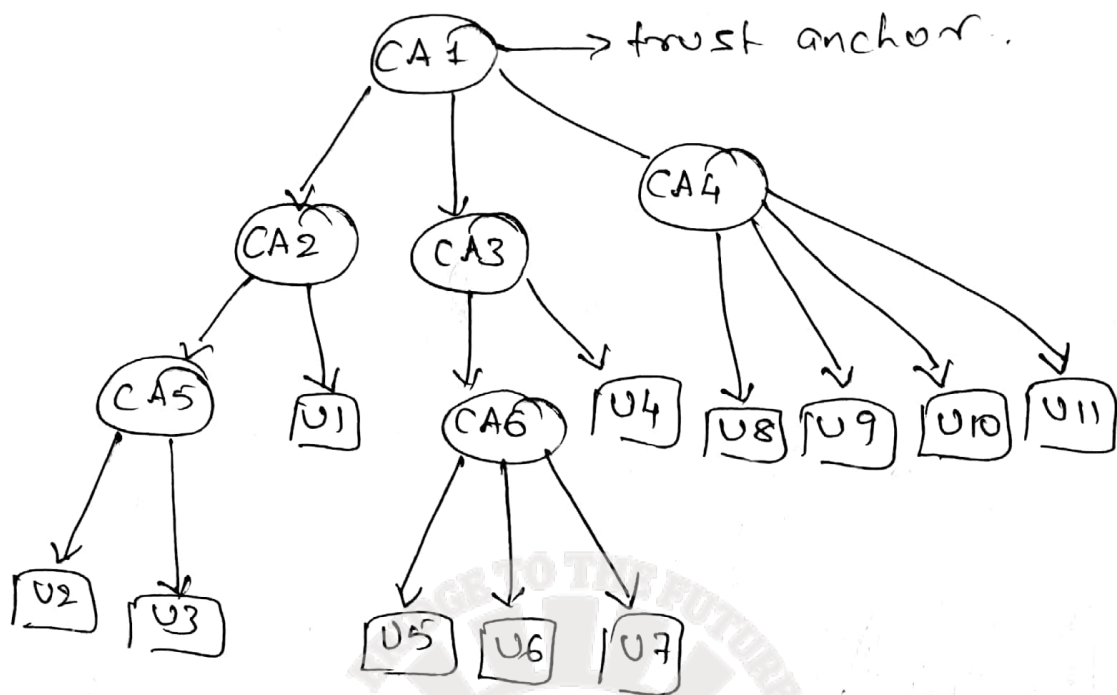 CA1 → trust anchor.
CA4
CA2 CA3
CA5 U1 CA6 U4 U8 U9 U10 U11
U2 U3 U5 U6 U7